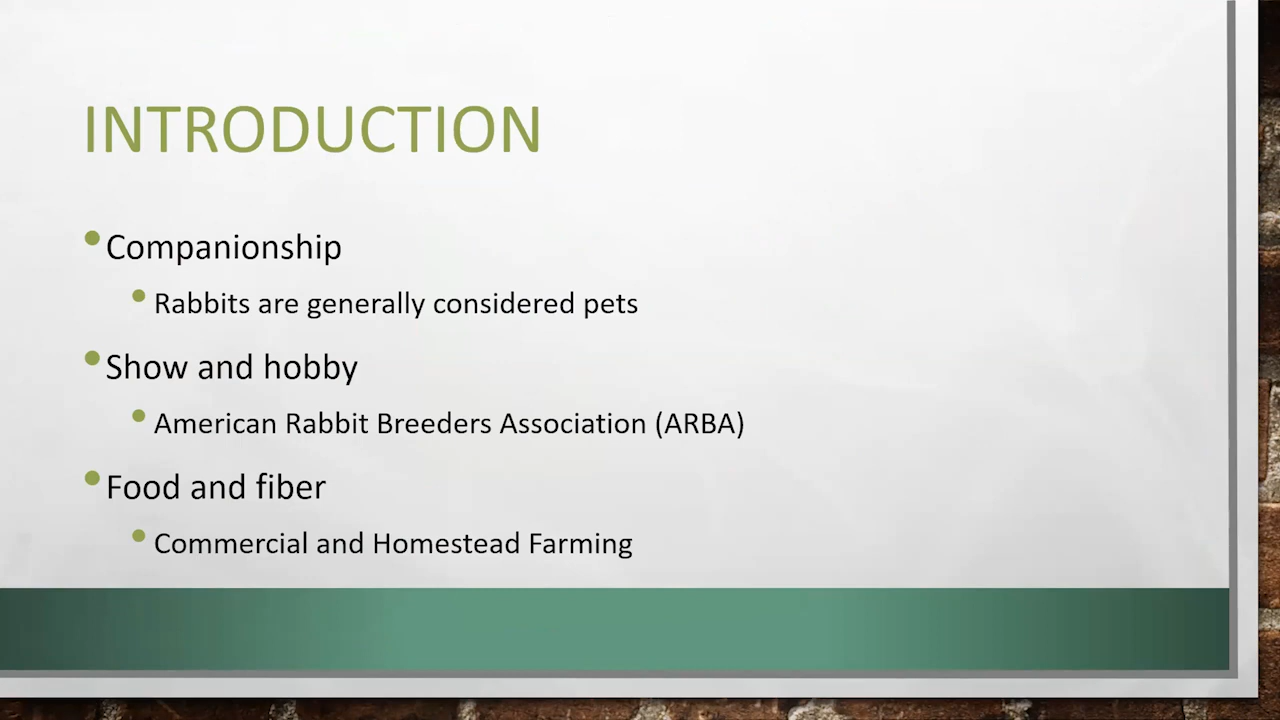 INTRODUCTION
Companionship
Rabbits are generally considered pets
Show and hobby
American Rabbit Breeders Association (ARBA)
Food and fiber
Commercial and Homestead Farming